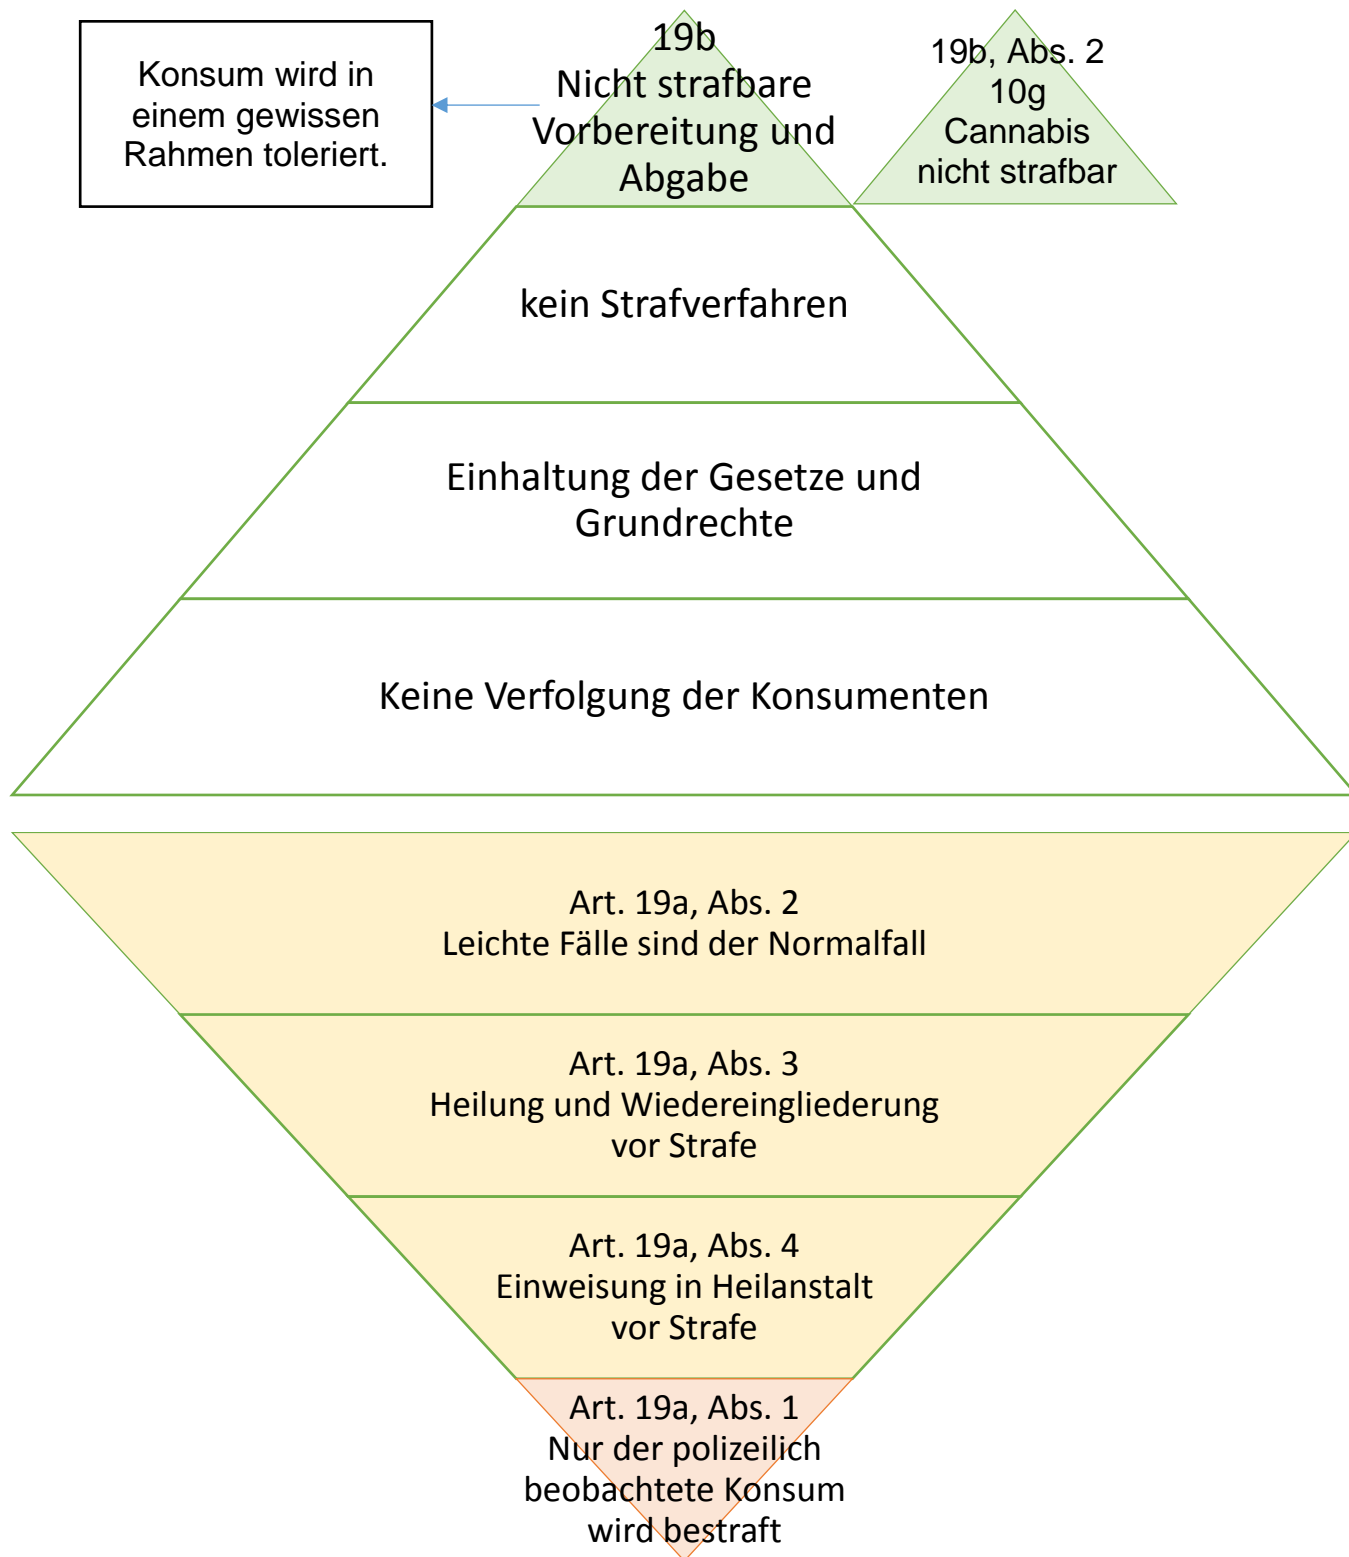 Konsum wird in
einem gewissen
Rahmen toleriert.
19b
Nicht strafbare
Vorbereitung und
Abgabe
19b, Abs. 2
10g
Cannabis
nicht strafbar
kein Strafverfahren
Einhaltung der Gesetze und
Grundrechte
Keine Verfolgung der Konsumenten
Art. 19a, Abs. 2
Leichte Fälle sind der Normalfall
Art. 19a, Abs. 3
Heilung und Wiedereingliederung
vor Strafe
Art. 19a, Abs. 4
Einweisung in Heilanstalt
vor Strafe
Art. 19a, Abs. 1
Nur der polizeilich
beobachtete Konsum
wird bestraft